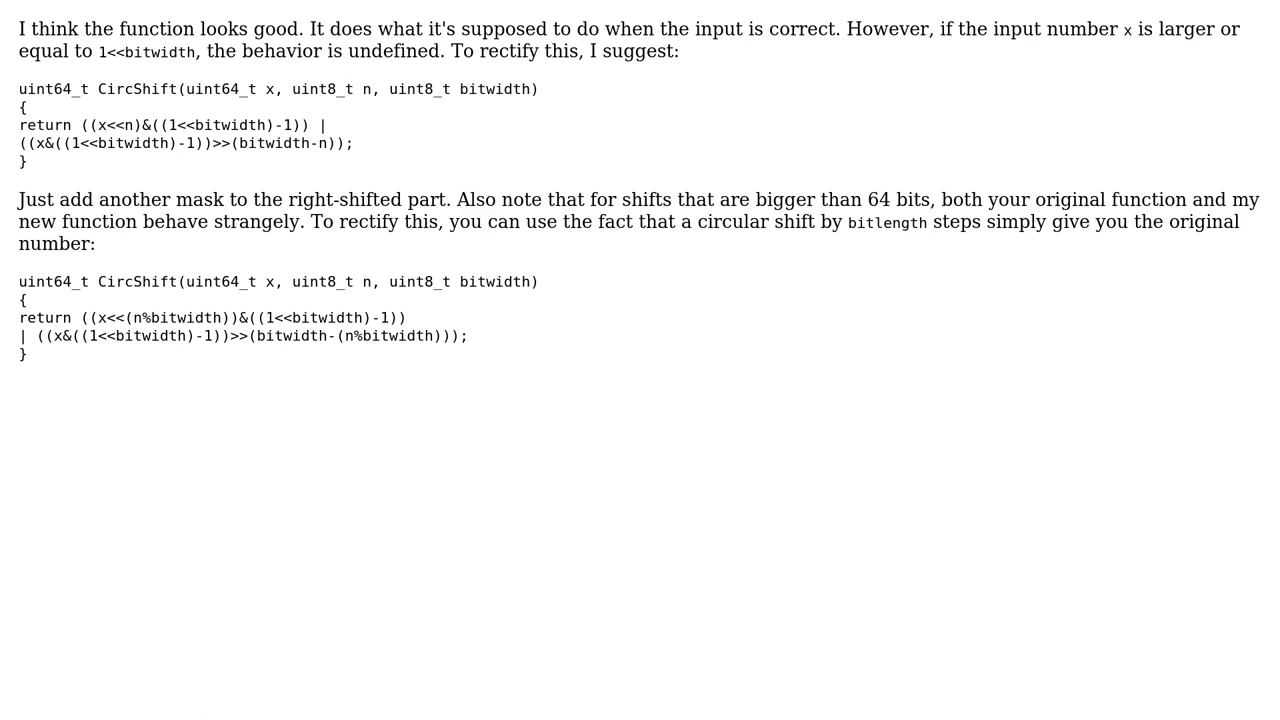 I think the function looks good. It does what it's supposed to do when the input is correct. However, if the input number x is larger or
equal to 1<<bitwidth, the behavior is undefined. To rectify this, I suggest:
uint64_t CircShift(uint64_t x, uint8_t n, uint8_t bitwidth)
{
return ((x<<n)&((1<<bitwidth)-1)) |
((x&((1<<bitwidth)-1))>>(bitwidth-n));
}
Just add another mask to the right-shifted part. Also note that for shifts that are bigger than 64 bits, both your original function and my
new function behave strangely. To rectify this, you can use the fact that a circular shift by bitlength steps simply give you the original
number:
uint64_t CircShift(uint64_t x, uint8_t n, uint8_t bitwidth)
{
return ((x<<(n%bitwidth))&((1<<bitwidth)-1))
| ((x&((1<<bitwidth)-1))>>(bitwidth-(n%bitwidth)));
}